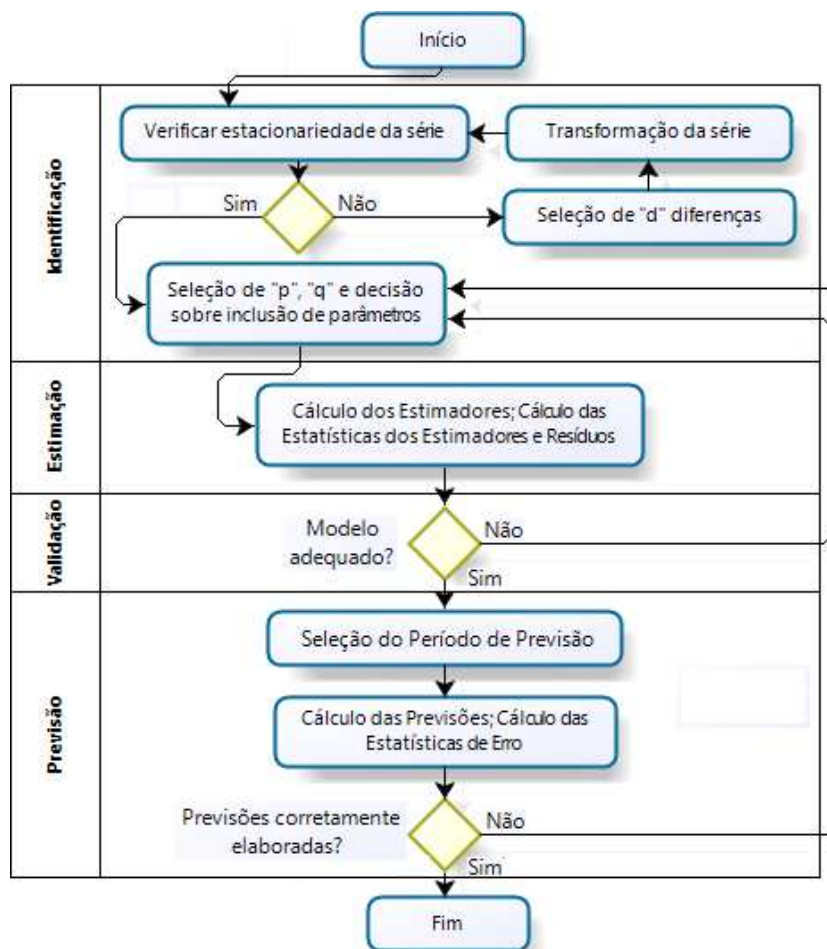 Início
Identificação
Verificar estacionariedade da série
Transformação da série
Sim
Não
Seleção de "d" diferenças
Seleção de "p", "q" e decisão
sobre inclusão de parâmetros
Estimação
Cálculo dos Estimadores; Cálculo das
Estatísticas dos Estimadores e Resíduos
Validação
Modelo
adequado?
Não
Sim
Previsão
Seleção do Período de Previsão
Cálculo das Previsões; Cálculo das
Estatísticas de Erro
Previsões corretamente
elaboradas?
Não
Sim
Fim